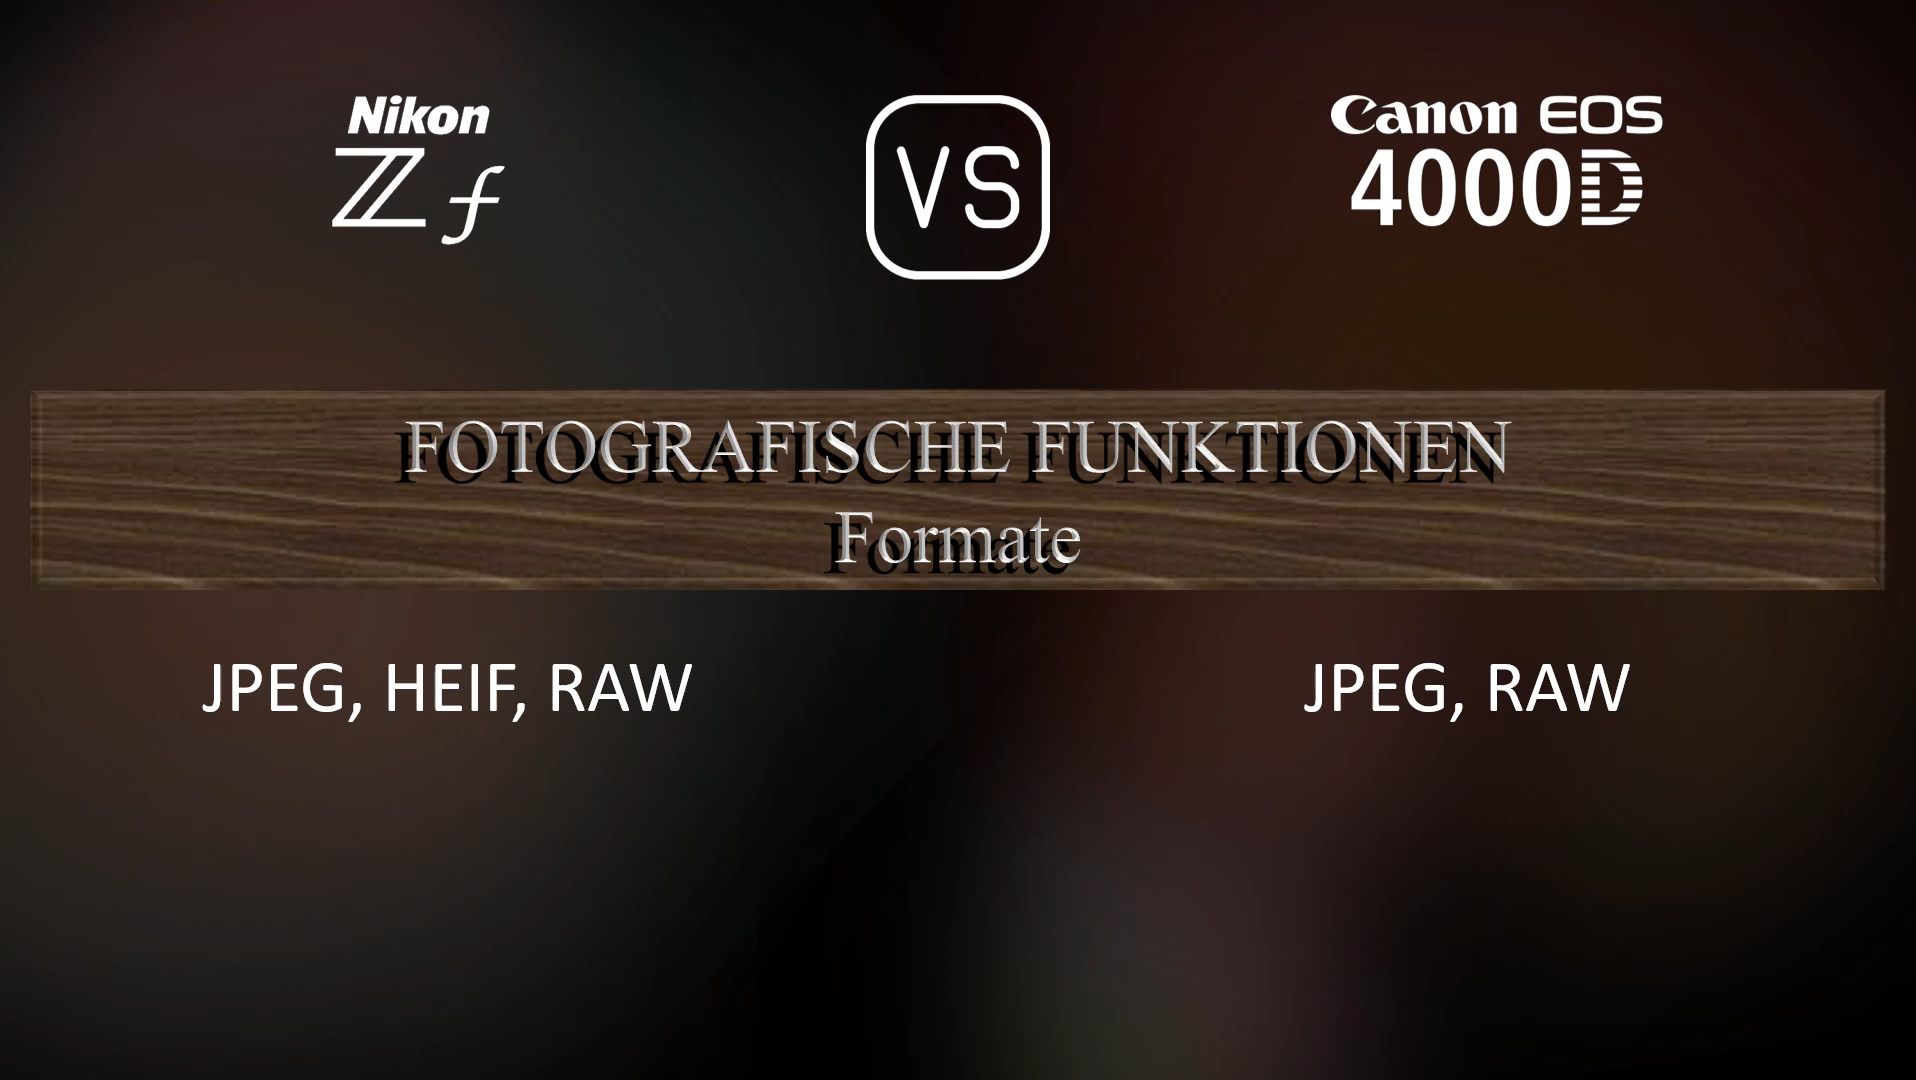 Nikon
Z f
VS
Canon EOS
4000D
FOTOGRAFISCHE FUNKTIONEN
Formate
JPEG, HEIF, RAW
JPEG, RAW